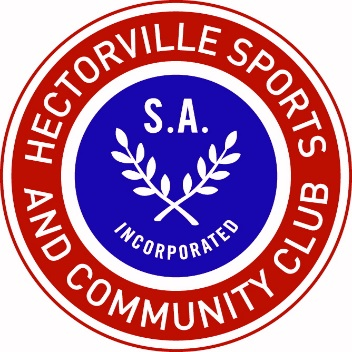 HECTORVILLE SPORTS
AND COMMUNITY CLUB
S.A.
INCORPORATED